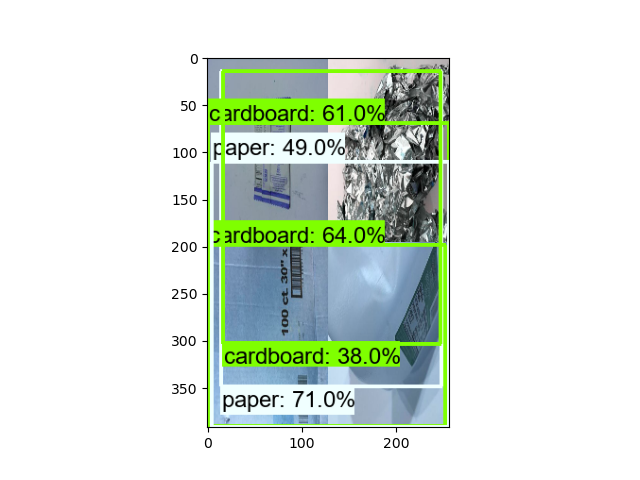 0
50
cardboard: 61.0%
100
paper: 49.0%
150
200
cardboard: 64.0%
250
100 ct. 30" x
300
cardboard: 38.0%
350
paper: 71.0%
0
100
200